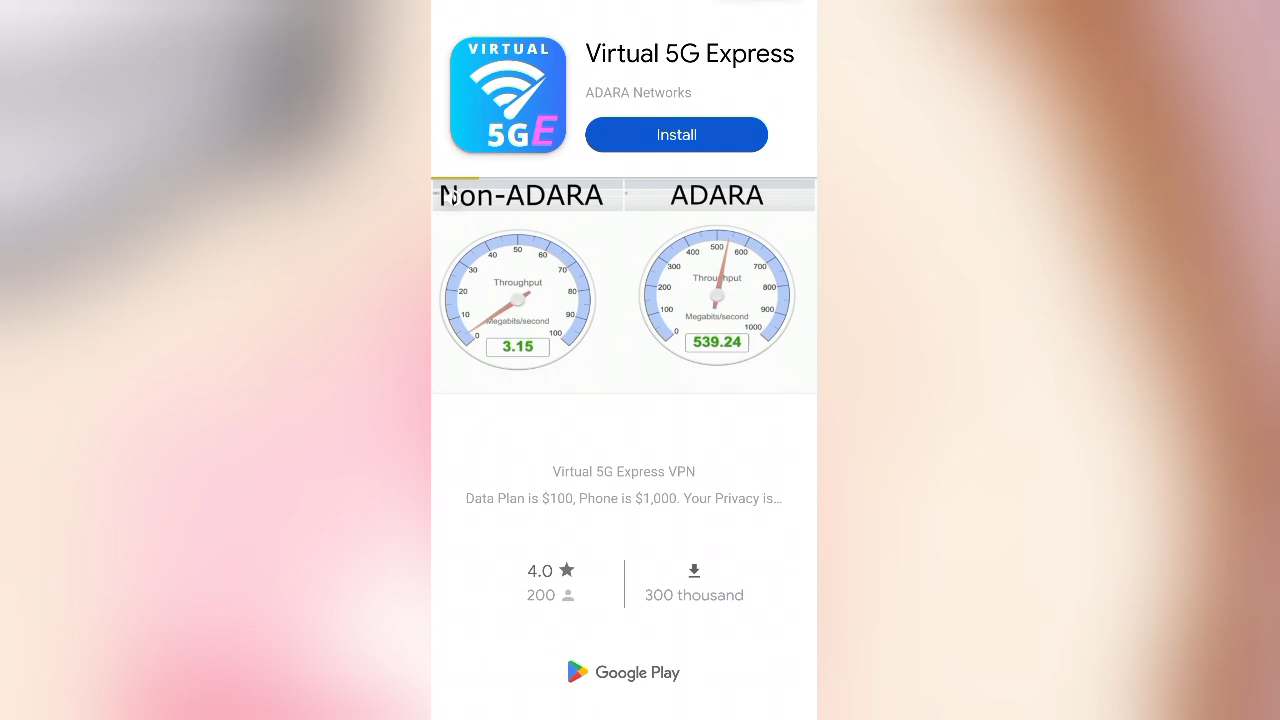 VIRTUAL
5GE
Virtual 5G Express
ADARA Networks
Install
Non-ADARA
ADARA
0
10
20
30
40
50
60
70
80
90
100
Throughput
Megabits/second
3.15
0
100
200
300
400
500
600
700
800
900
1000
Throughput
Megabits/second
539.24
Virtual 5G Express VPN
Data Plan is $100, Phone is $1,000. Your Privacy is...
4.0
200
300 thousand
Google Play